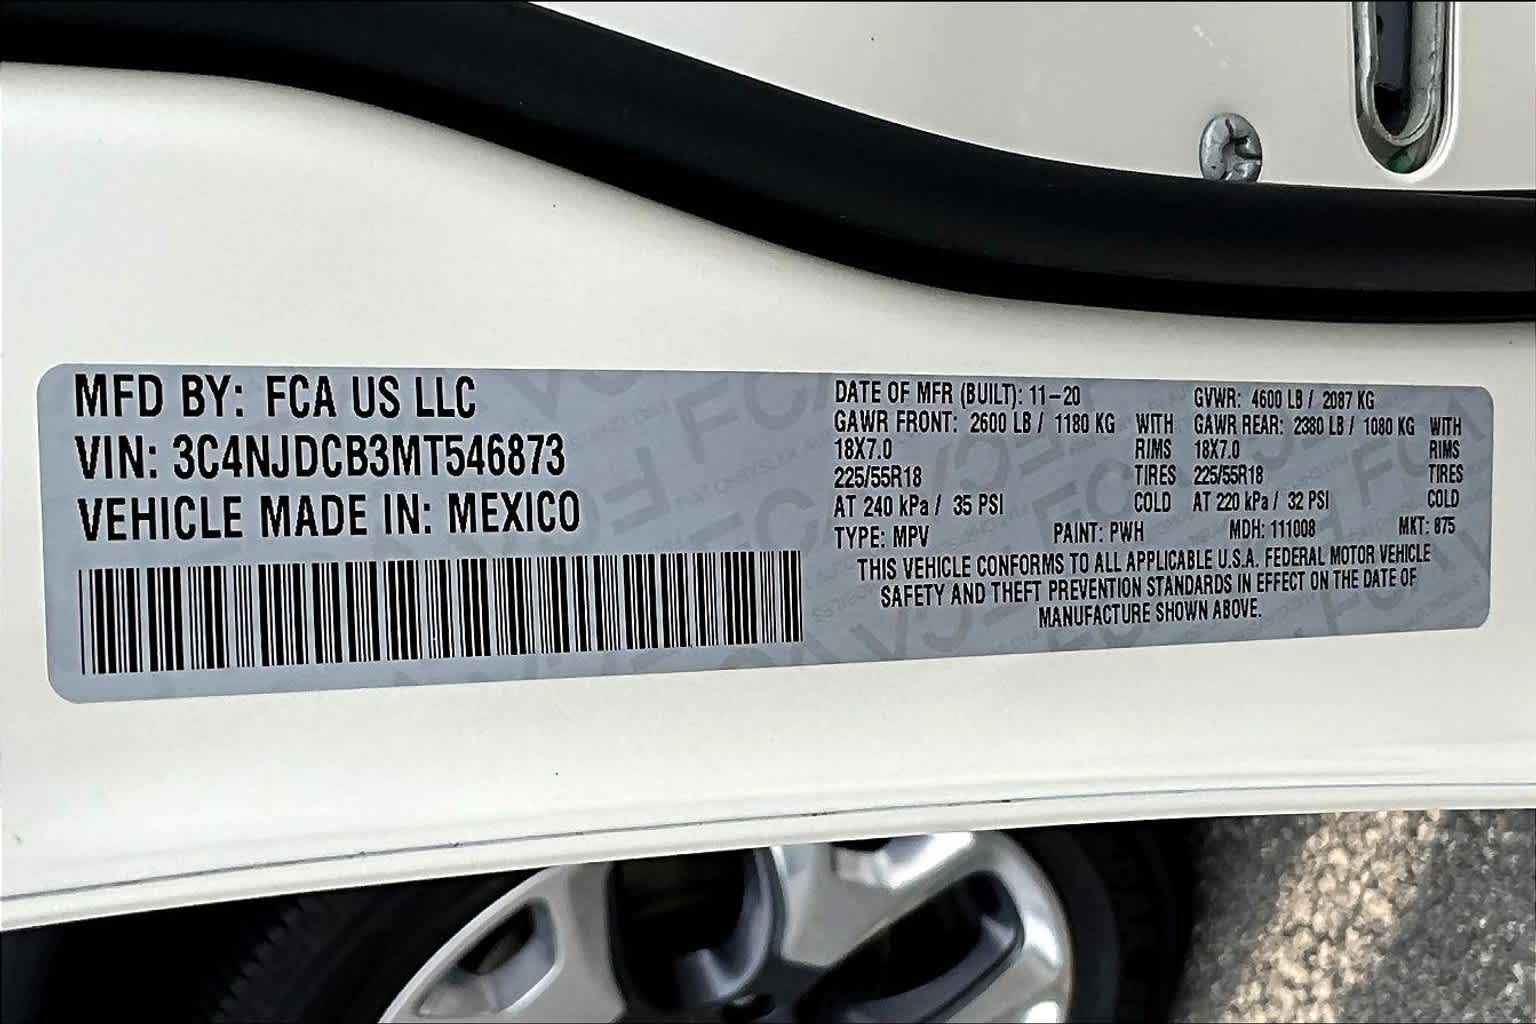 MFD BY: FCA US LLC
VIN: 3C4NJDCB3MT546873
VEHICLE MADE IN: MEXICO
DATE OF MFR (BUILT): 11-20 GVWR: 4600 LB / 2087 KG
GAWR FRONT: 2600 LB / 1180 KG WITH GAWR REAR: 2380 LB / 1080 KG WITH
18X7.0 RIMS 18X7.0 RIMS
225/55R18 TIRES 225/55R18 TIRES
AT 240 kPa / 35 PSI COLD AT 220 kPa / 32 PSI COLD
TYPE: MPV PAINT: PWH MDH: 111008 MKT: 875
THIS VEHICLE CONFORMS TO ALL APPLICABLE U.S.A. FEDERAL MOTOR VEHICLE
SAFETY AND THEFT PREVENTION STANDARDS IN EFFECT ON THE DATE OF
MANUFACTURE SHOWN ABOVE.